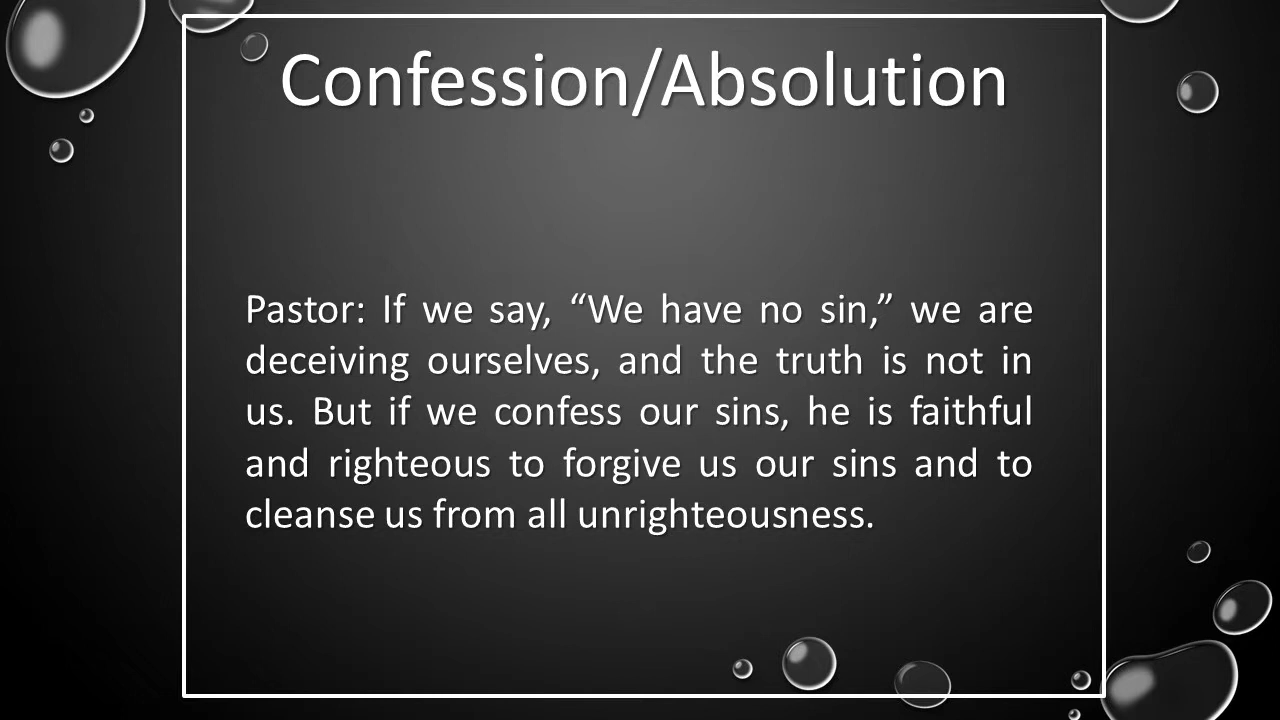 Confession/Absolution
Pastor: If we say, “We have no sin,” we are
deceiving ourselves, and the truth is not in
us. But if we confess our sins, he is faithful
and righteous to forgive us our sins and to
cleanse us from all unrighteousness.